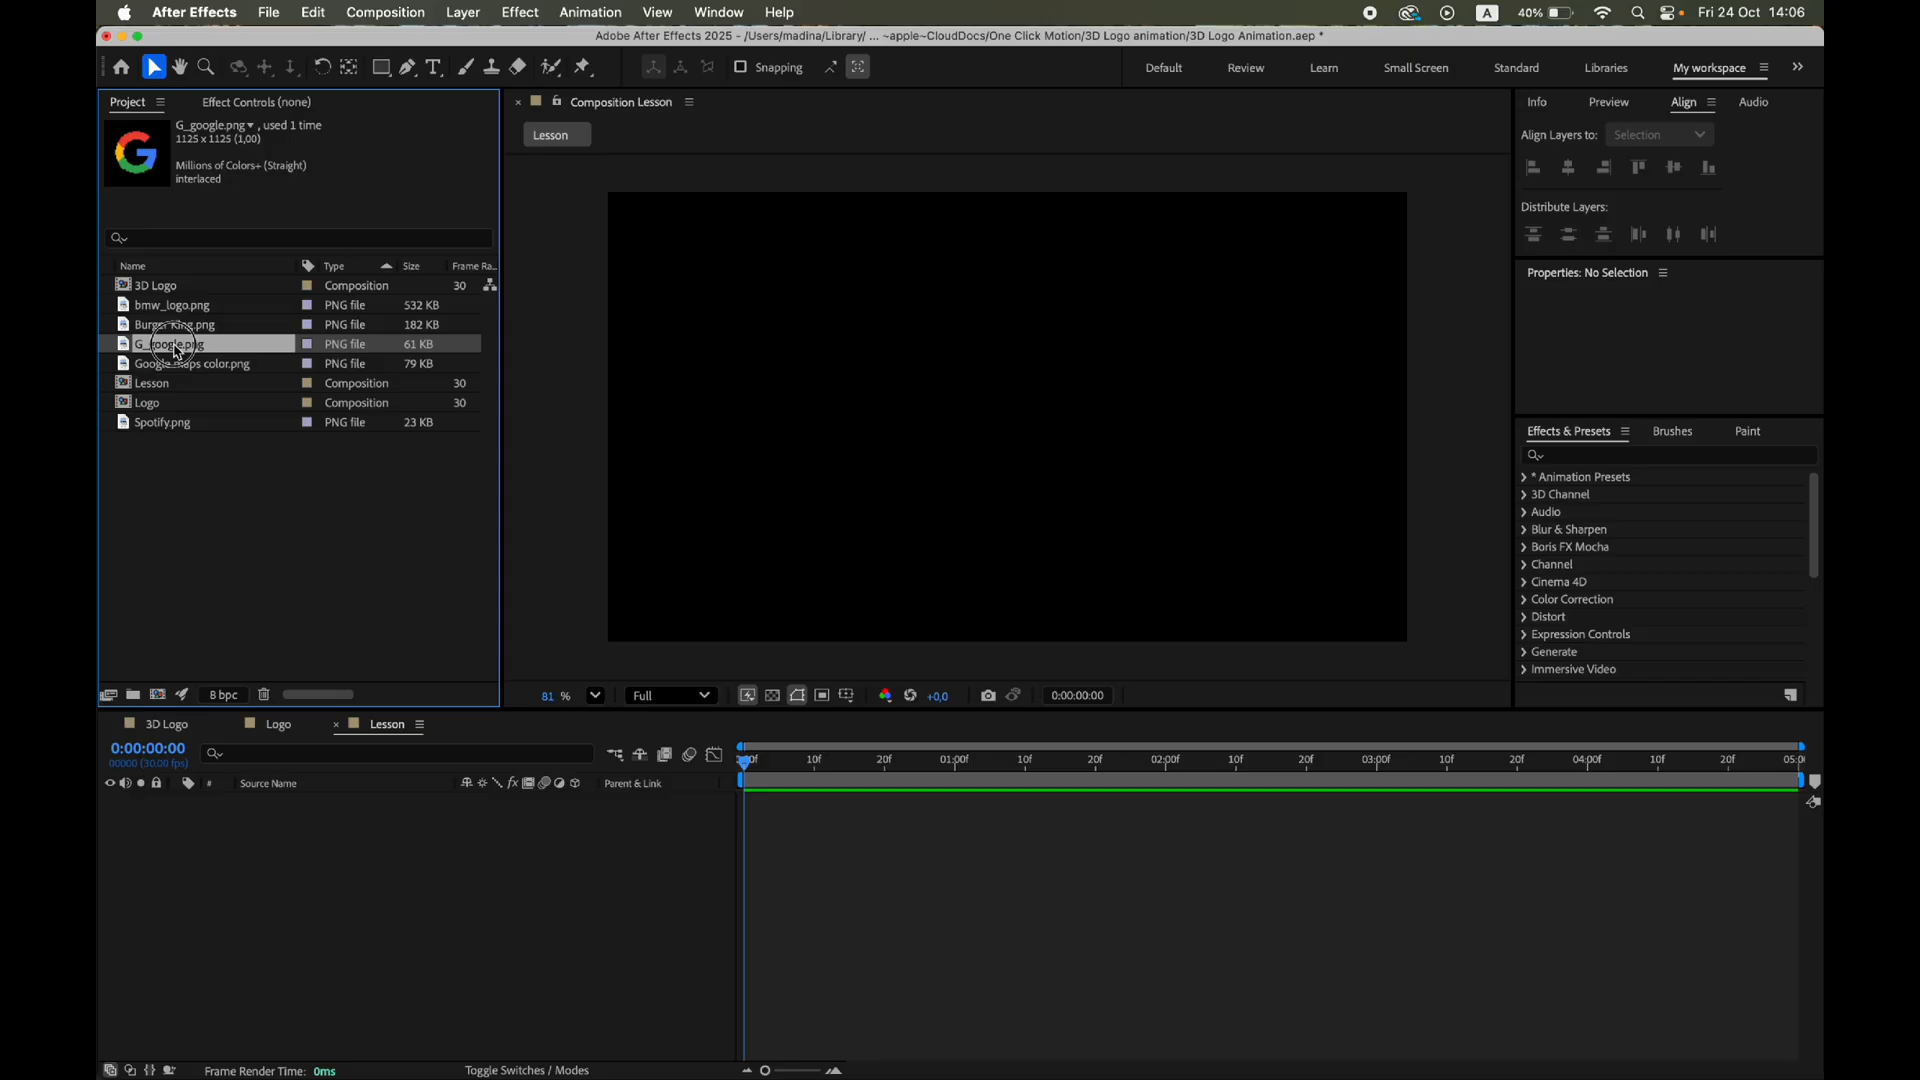 After Effects File Edit Composition Layer Effect Animation View Window Help A 40% Fri 24 Oct 14:06
Adobe After Effects 2025 - /Users/madina/Library/ ... ~apple~CloudDocs/One Click Motion/3D Logo animation/3D Logo Animation.aep *
Snapping Default Review Learn Small Screen Standard Libraries My workspace
Project Effect Controls (none) Composition Lesson Info Preview Align Audio
G_google.png , used 1 time
1125 x 1125 (1,00)
Millions of Colors+ (Straight)
interlaced
Lesson
Align Layers to: Selection
Distribute Layers:
Properties: No Selection
Name Type Size Frame Ra...
3D Logo Composition 30
bmw_logo.png PNG file 532 KB
Burger King.png PNG file 182 KB
G_google.png PNG file 61 KB
Google maps color.png PNG file 79 KB
Lesson Composition 30
Logo Composition 30
Spotify.png PNG file 23 KB
Effects & Presets Brushes Paint
* Animation Presets
3D Channel
Audio
Blur & Sharpen
Boris FX Mocha
Channel
Cinema 4D
Color Correction
Distort
Expression Controls
Generate
Immersive Video
8 bpc 81 % Full +0,0 0:00:00:00
3D Logo Logo Lesson
0:00:00:00
00000 (30.00 fps)
10f 20f 01:00f 10f 20f 02:00f 10f 20f 03:00f 10f 20f 04:00f 10f 20f
# Source Name fx Parent & Link
Frame Render Time: 0ms Toggle Switches / Modes